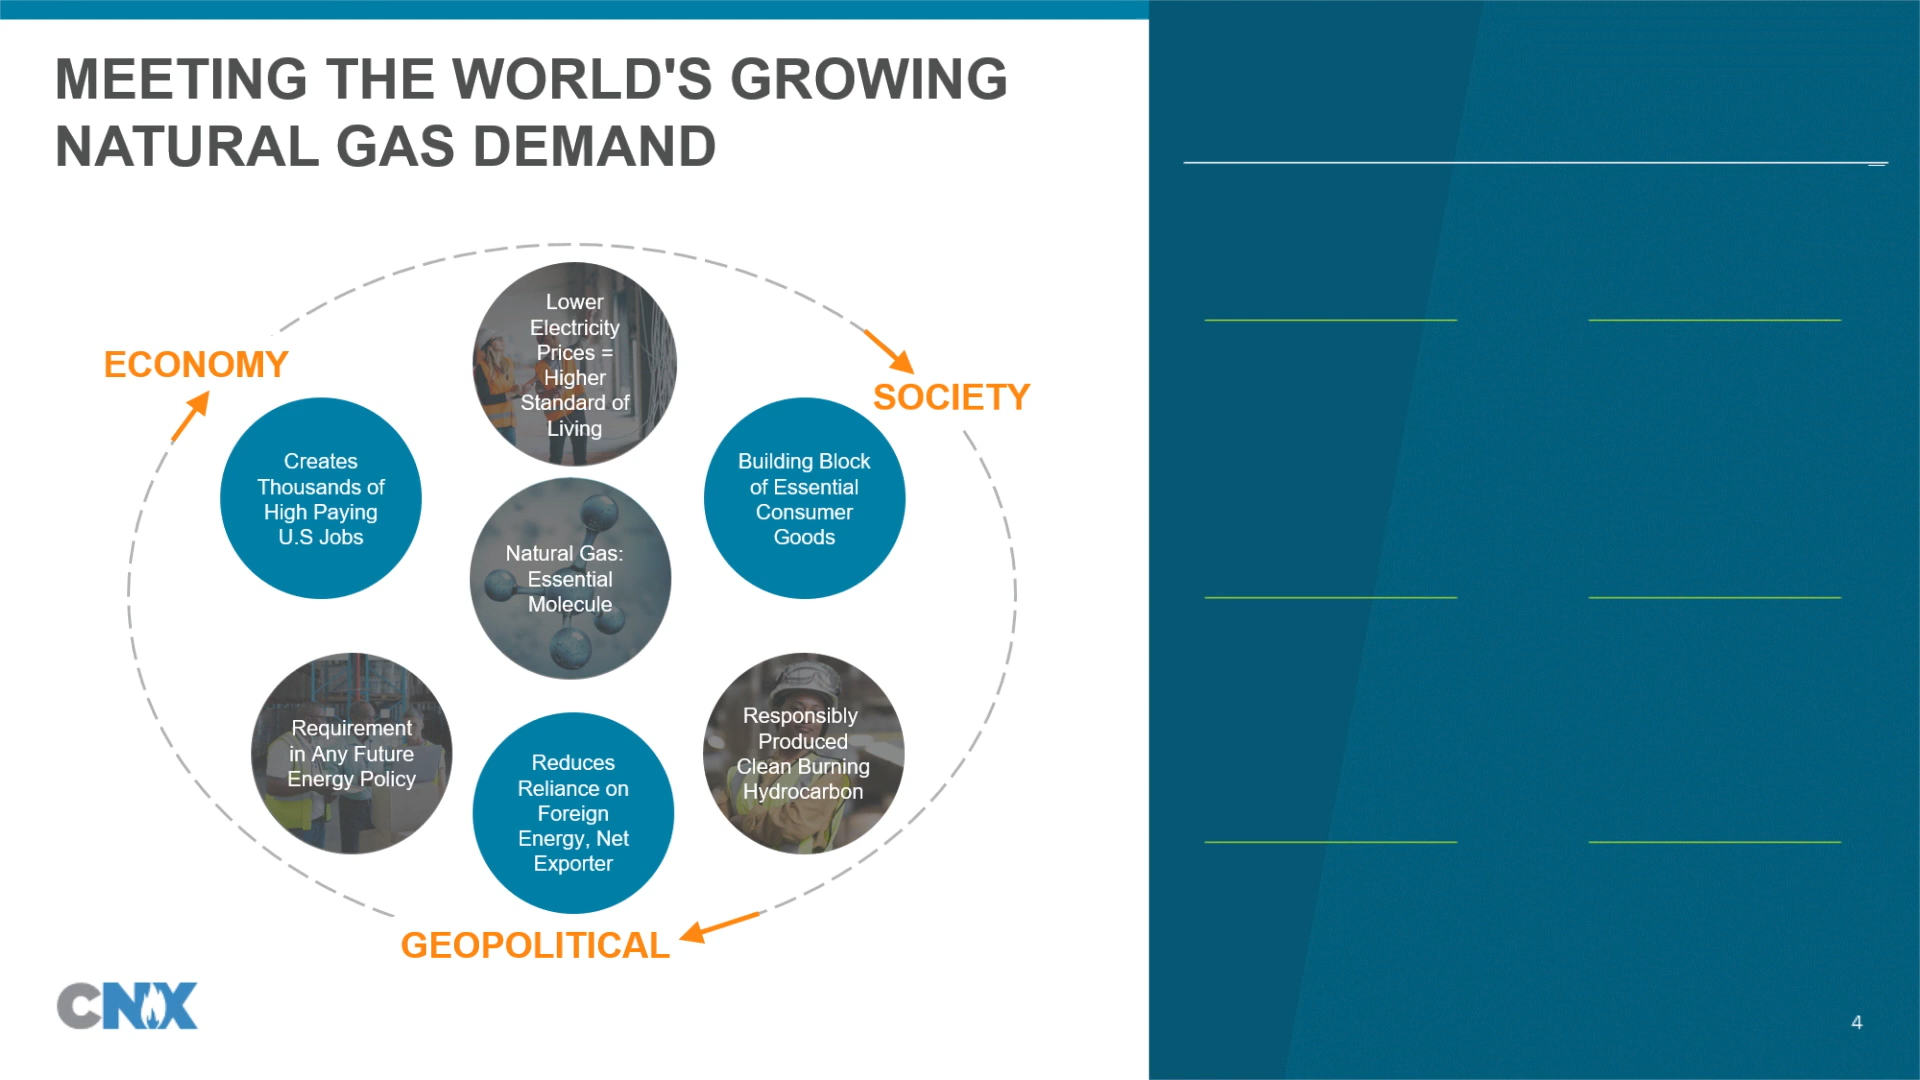 MEETING THE WORLD'S GROWING
NATURAL GAS DEMAND
ECONOMY
SOCIETY
GEOPOLITICAL
Lower
Electricity
Prices =
Higher
Standard of
Living
Creates
Thousands of
High Paying
U.S Jobs
Building Block
of Essential
Consumer
Goods
Natural Gas:
Essential
Molecule
Requirement
in Any Future
Energy Policy
Reduces
Reliance on
Foreign
Energy, Net
Exporter
Responsibly
Produced
Clean Burning
Hydrocarbon
CNX
4